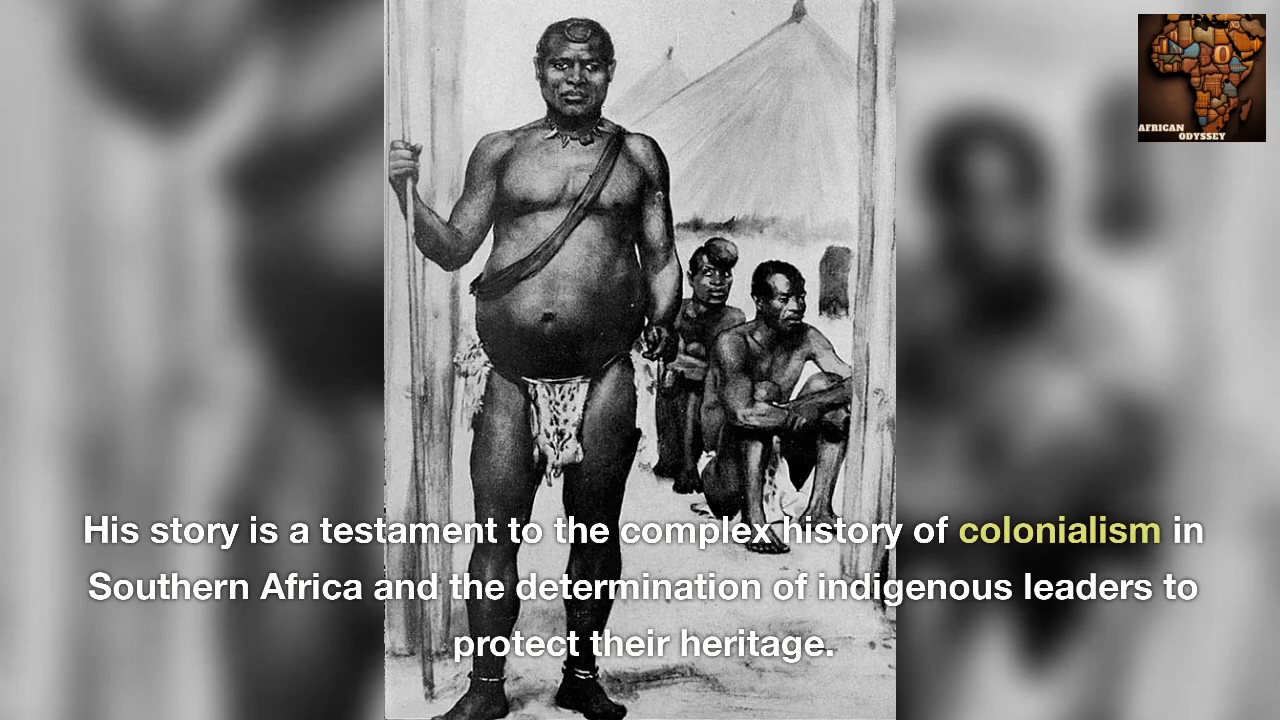 AFRICAN
ODYSSEY
His story is a testament to the complex history of colonialism in
Southern Africa and the determination of indigenous leaders to
protect their heritage.